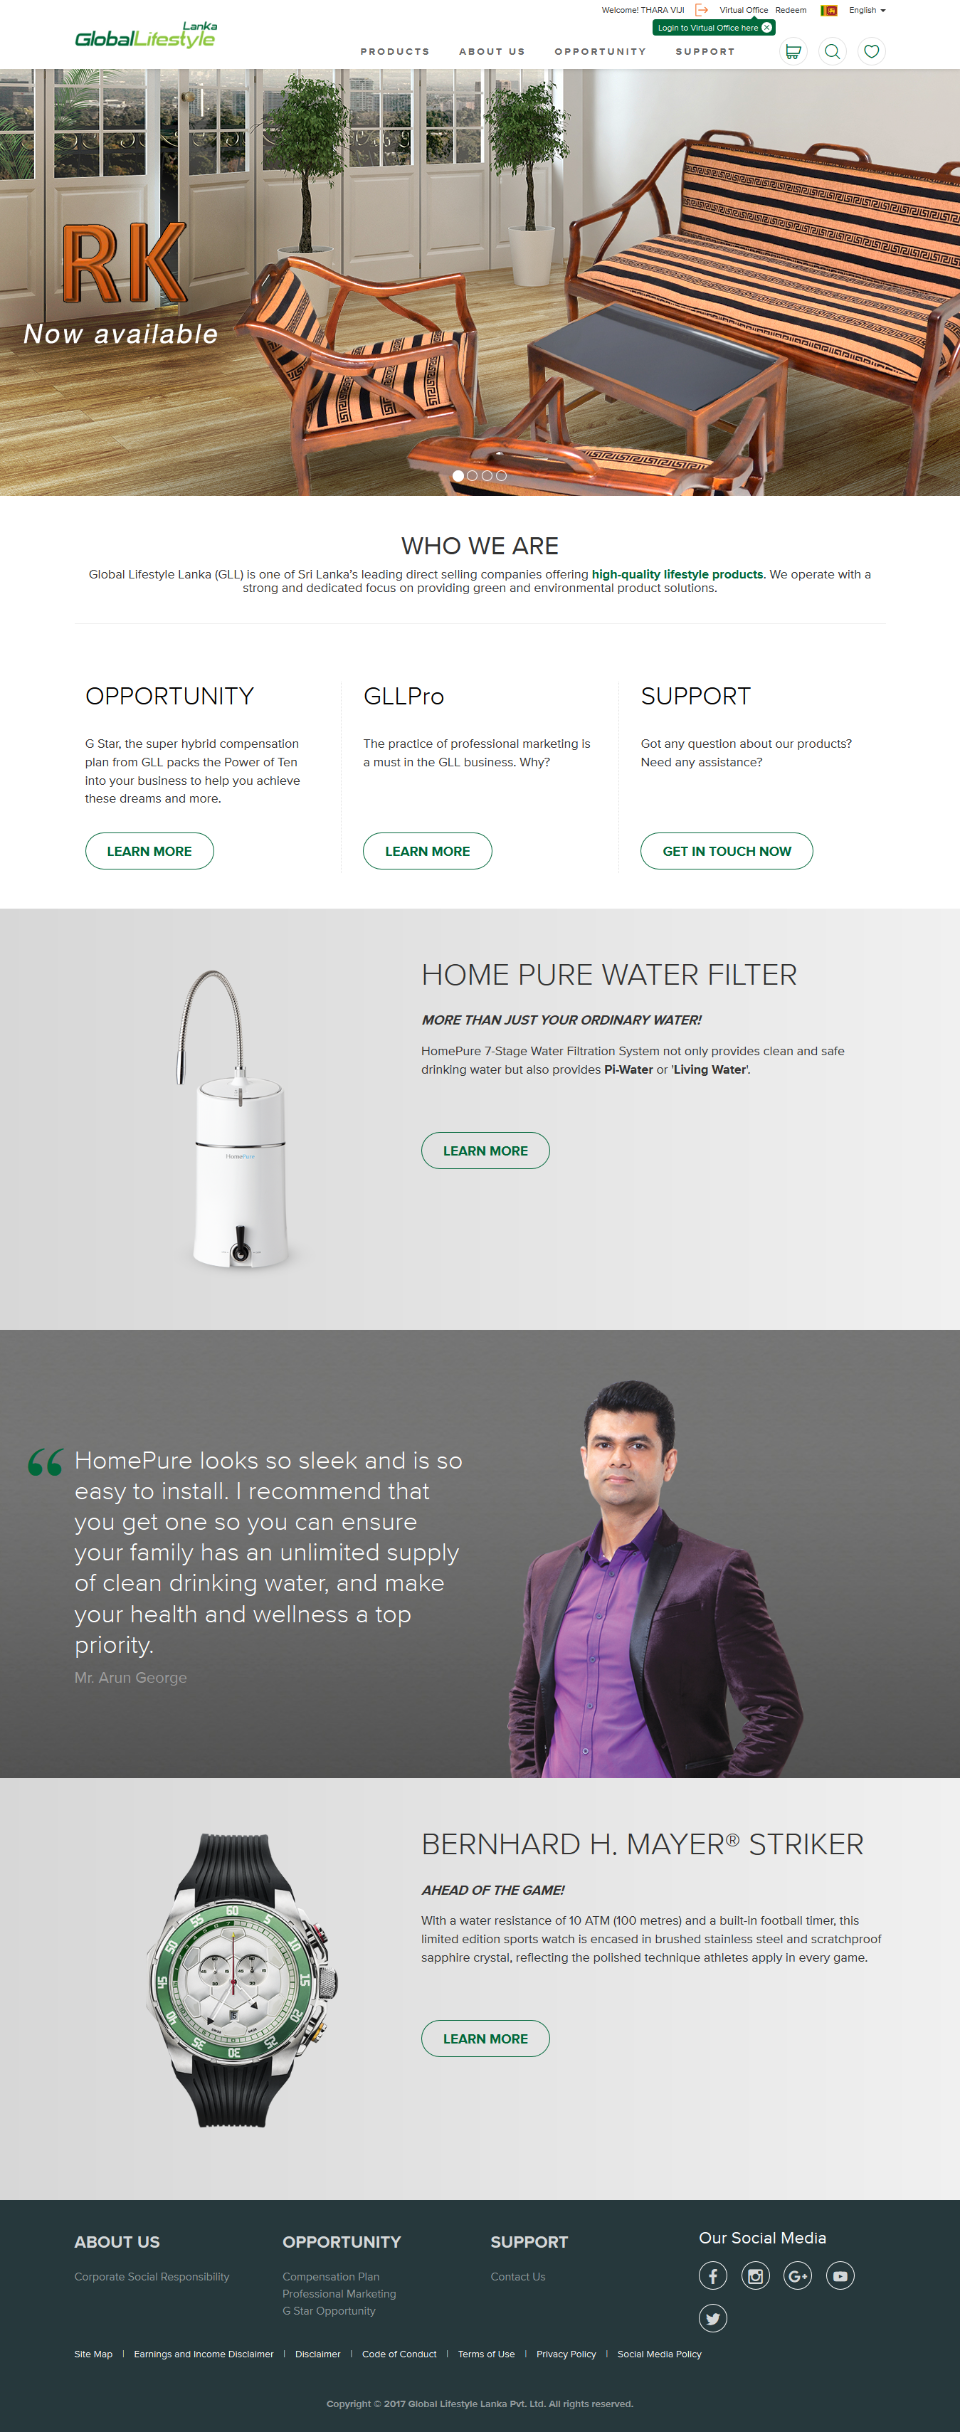 Welcome! THARA VUI Virtual Office Redeem English
Login to Virtual Office here
Lanka
GlobalLifestyle
PRODUCTS ABOUT US OPPORTUNITY SUPPORT
RK
Now available
WHO WE ARE
Global Lifestyle Lanka (GLL) is one of Sri Lanka's leading direct selling companies offering high-quality lifestyle products. We operate with a
strong and dedicated focus on providing green and environmental product solutions.
OPPORTUNITY
G Star, the super hybrid compensation
plan from GLL packs the Power of Ten
into your business to help you achieve
these dreams and more.
LEARN MORE
GLLPro
The practice of professional marketing is
a must in the GLL business. Why?
LEARN MORE
SUPPORT
Got any question about our products?
Need any assistance?
GET IN TOUCH NOW
HOME PURE WATER FILTER
MORE THAN JUST YOUR ORDINARY WATER!
HomePure 7-Stage Water Filtration System not only provides clean and safe
drinking water but also provides Pi-Water or 'Living Water'.
LEARN MORE
HomePure
“ HomePure looks so sleek and is so
easy to install. I recommend that
you get one so you can ensure
your family has an unlimited supply
of clean drinking water, and make
your health and wellness a top
priority.
Mr. Arun George
BERNHARD H. MAYER® STRIKER
AHEAD OF THE GAME!
With a water resistance of 10 ATM (100 metres) and a built-in football timer, this
limited edition sports watch is encased in brushed stainless steel and scratchproof
sapphire crystal, reflecting the polished technique athletes apply in every game.
LEARN MORE
60 5 10 15 20 25 30 35 40 45 50 55
ABOUT US
Corporate Social Responsibility
OPPORTUNITY
Compensation Plan
Professional Marketing
G Star Opportunity
SUPPORT
Contact Us
Our Social Media
Site Map | Earnings and Income Disclaimer | Disclaimer | Code of Conduct | Terms of Use | Privacy Policy | Social Media Policy
Copyright © 2017 Global Lifestyle Lanka Pvt. Ltd. All rights reserved.